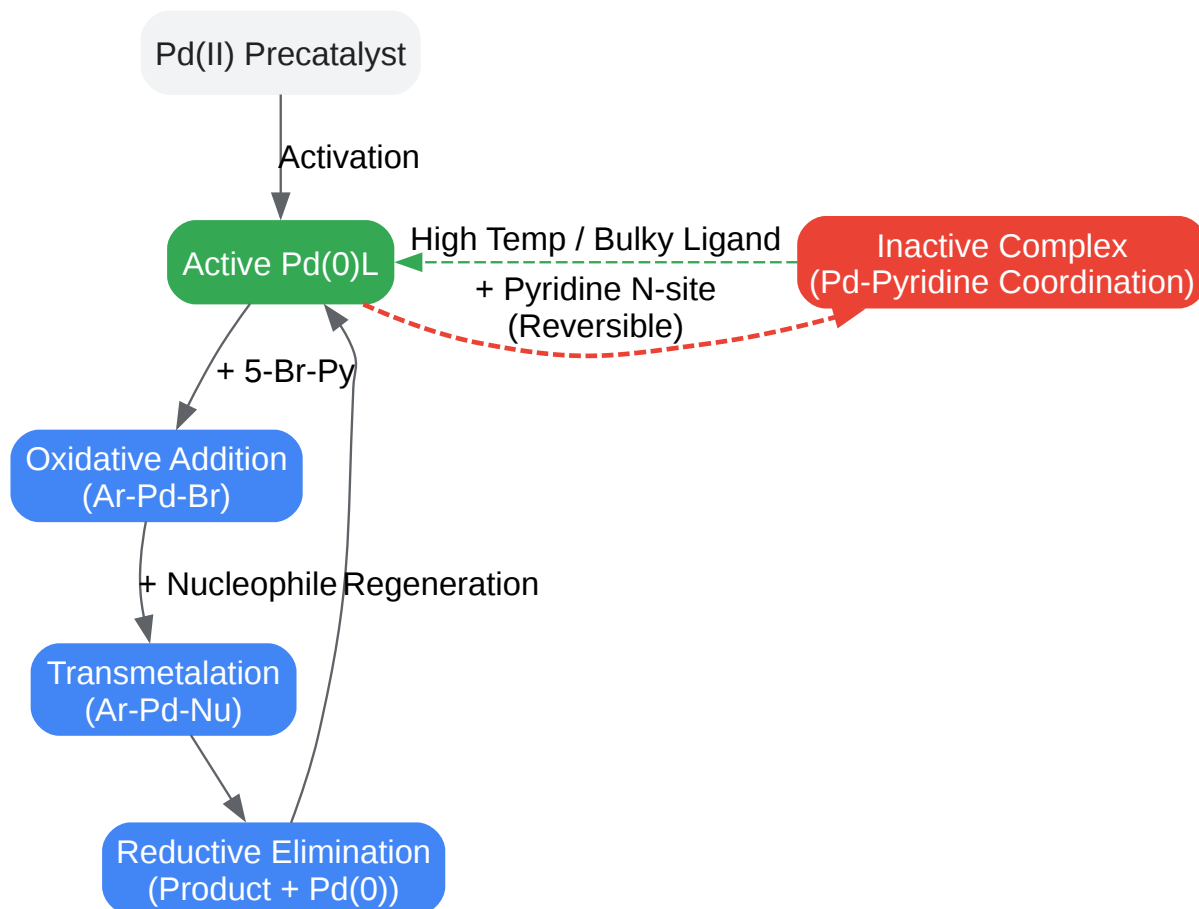 Pd(II) Precatalyst
Activation
High Temp / Bulky Ligand
Active Pd(0)L
Inactive Complex
(Pd-Pyridine Coordination)
+ Pyridine N-site
(Reversible)
+ 5-Br-Py
Oxidative Addition
(Ar-Pd-Br)
+ Nucleophile
Regeneration
Transmetalation
(Ar-Pd-Nu)
Reductive Elimination
(Product + Pd(0))